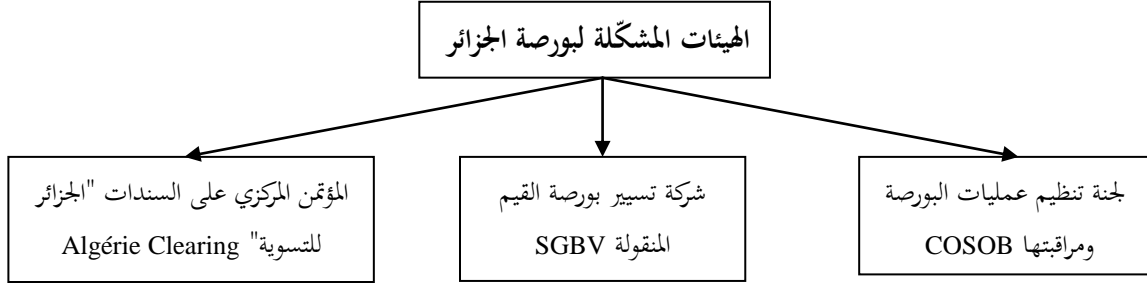 الهيئات المشكّلة لبورصة الجزائر
لجنة تنظيم عمليات البورصة
ومراقبتها COSOB
شركة تسيير بورصة القيم
المنقولة SGBV
المؤتمن المركزي على السندات "الجزائر
للتسوية" Algérie Clearing